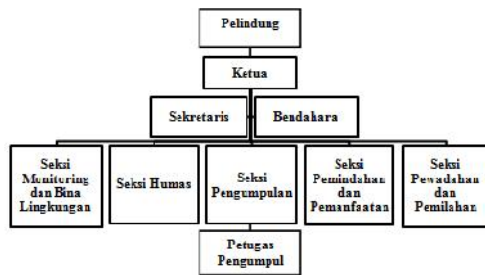 Pelindung
Ketua
Sekretaris
Bendahara
Seksi
Monitoring
dan Bina
Lingkungan
Seksi Humas
Seksi
Pengumpulan
Seksi
Pemindahan
dan
Pemanfaatan
Seksi
Pewadahan
dan
Pemilahan
Petugas
Pengumpul